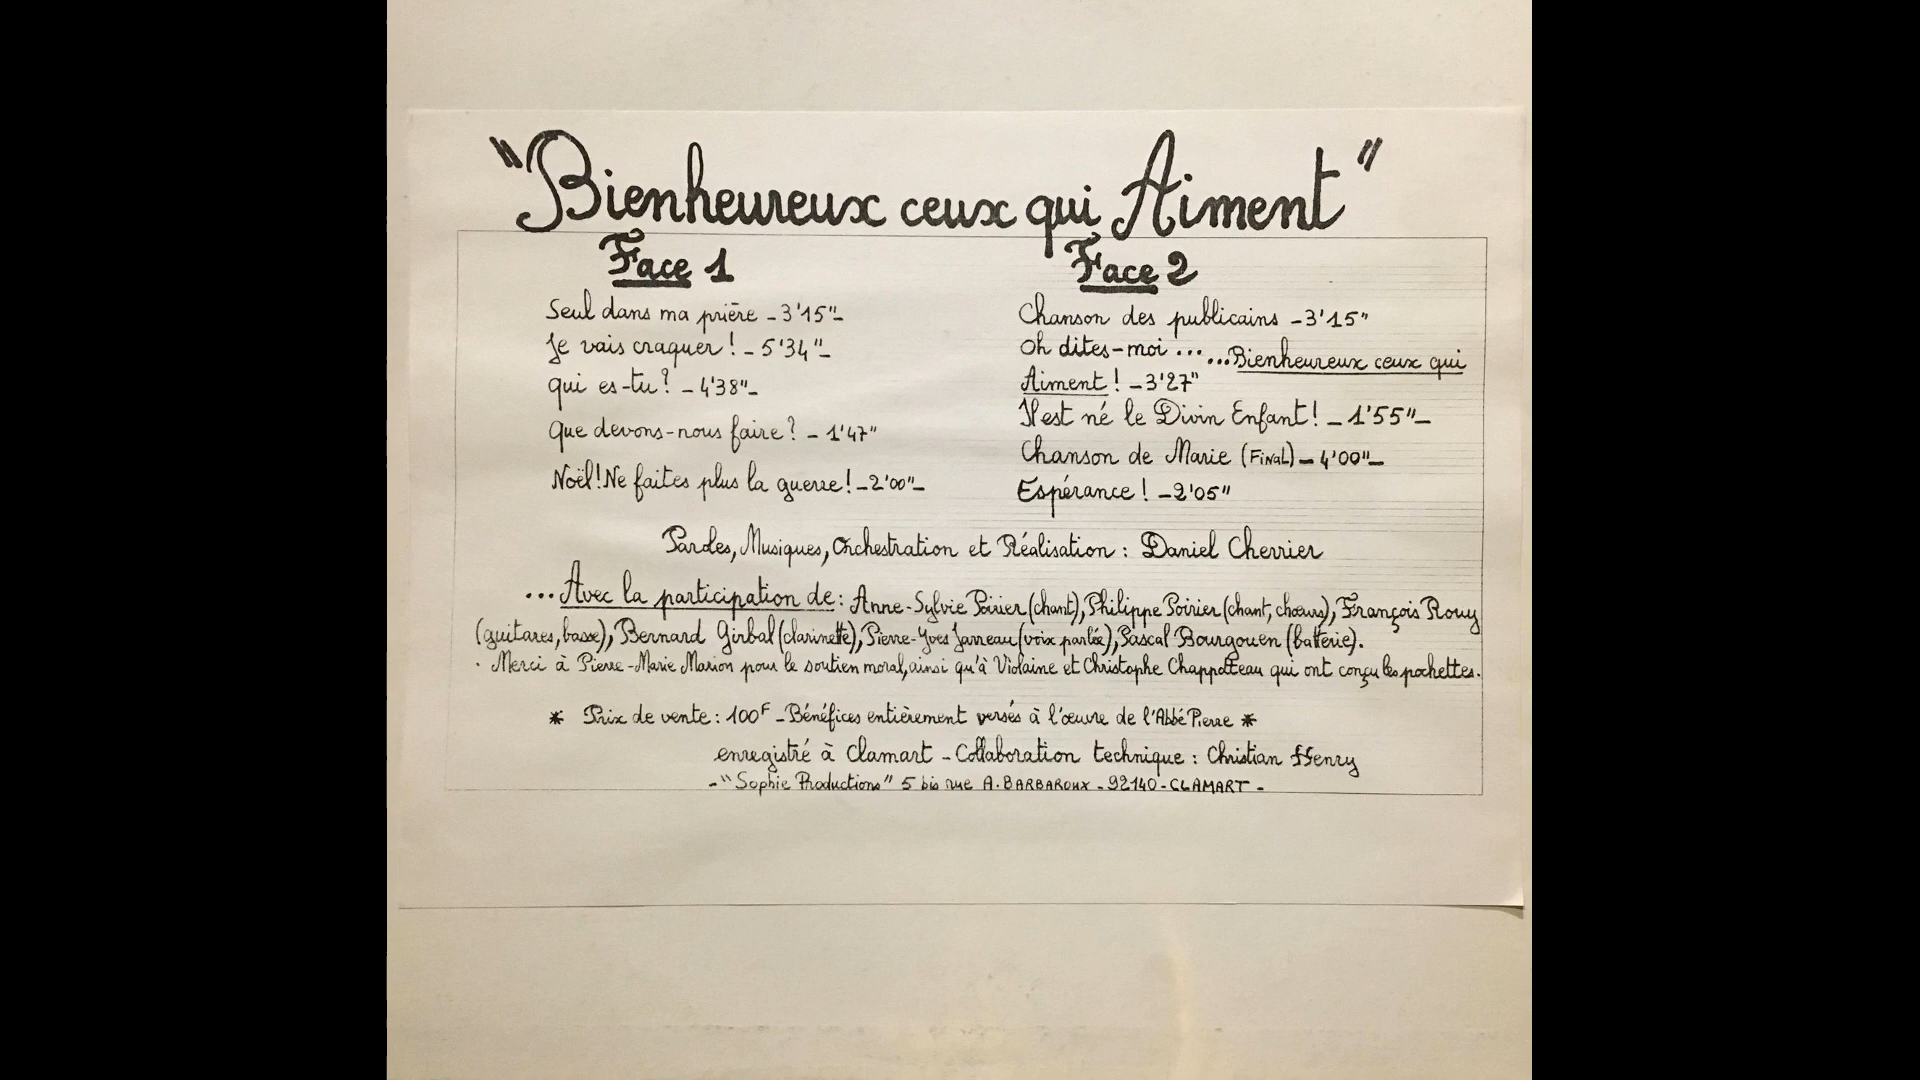 "Bienheureux ceux qui Aiment"
Face 1
Seul dans ma prière - 3'15"-
Je vais craquer! - 5'34"-
qui es-tu? - 4'38"-
Que devons-nous faire? - 1'47"
Noël! Ne faites plus la guerre! - 2'00"-
Face 2
Chanson des publicains - 3'15"
Oh dites-moi ... ...Bienheureux ceux qui
Aiment! - 3'27"
Il est né le Divin Enfant! - 1'55"-
Chanson de Marie (FINAL) - 4'00"-
Espérance! - 2'05"
Paroles, Musiques, Orchestration et Réalisation : Daniel Cherrier
...Avec la participation de : Anne-Sylvie Poirier (chant), Philippe Poirier (chant, chœurs), François Rouy
(guitares, basse), Bernard Girbal (clarinette), Pierre-Yves Jarreau (voix parlée), Pascal Bourgouen (batterie).
. Merci à Pierre-Marie Marion pour le soutien moral, ainsi qu'à Violaine et Christophe Chappotteau qui ont conçu les pochettes.
* Prix de vente : 100F - Bénéfices entièrement versés à l'œuvre de l'Abbé Pierre *
enregistré à Clamart - Collaboration technique : Christian Henry
- "Sophie Productions" 5 bis rue A. BARBAROUX - 92140 - CLAMART -